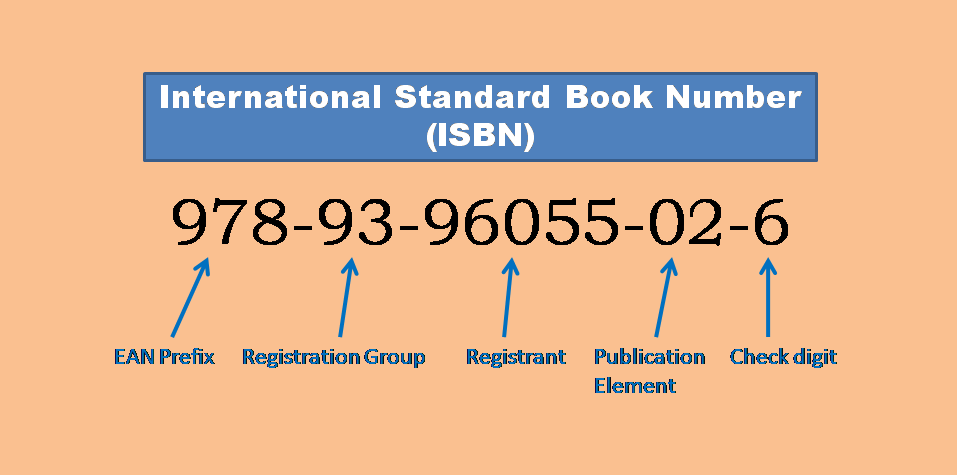 International Standard Book Number
(ISBN)
978-93-96055-02-6
EAN Prefix Registration Group Registrant Publication Element Check digit